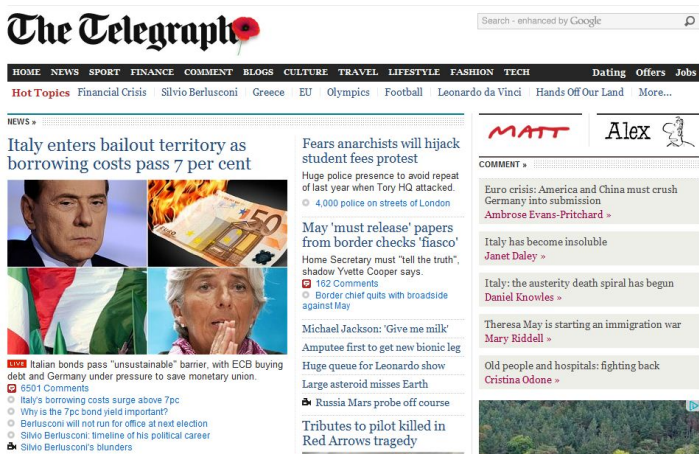 The Telegraph
Search - enhanced by Google
HOME NEWS SPORT FINANCE COMMENT BLOGS CULTURE TRAVEL LIFESTYLE FASHION TECH Dating Offers Jobs
Hot Topics Financial Crisis Silvio Berlusconi Greece EU Olympics Football Leonardo da Vinci Hands Off Our Land More...
NEWS »
Italy enters bailout territory as
borrowing costs pass 7 per cent
50
LIVE Italian bonds pass "unsustainable" barrier, with ECB buying
debt and Germany under pressure to save monetary union.
6501 Comments
Italy's borrowing costs surge above 7pc
Why is the 7pc bond yield important?
Berlusconi will not run for office at next election
Silvio Berlusconi: timeline of his political career
Silvio Berlusconi's blunders
Fears anarchists will hijack
student fees protest
Huge police presence to avoid repeat
of last year when Tory HQ attacked.
4,000 police on streets of London
May 'must release' papers
from border checks 'fiasco'
Home Secretary must "tell the truth",
shadow Yvette Cooper says.
162 Comments
Border chief quits with broadside
against May
Michael Jackson: 'Give me milk'
Amputee first to get new bionic leg
Huge queue for Leonardo show
Large asteroid misses Earth
Russia Mars probe off course
Tributes to pilot killed in
Red Arrows tragedy
MATT
Alex
COMMENT »
Euro crisis: America and China must crush
Germany into submission
Ambrose Evans-Pritchard »
Italy has become insoluble
Janet Daley »
Italy: the austerity death spiral has begun
Daniel Knowles »
Theresa May is starting an immigration war
Mary Riddell »
Old people and hospitals: fighting back
Cristina Odone »